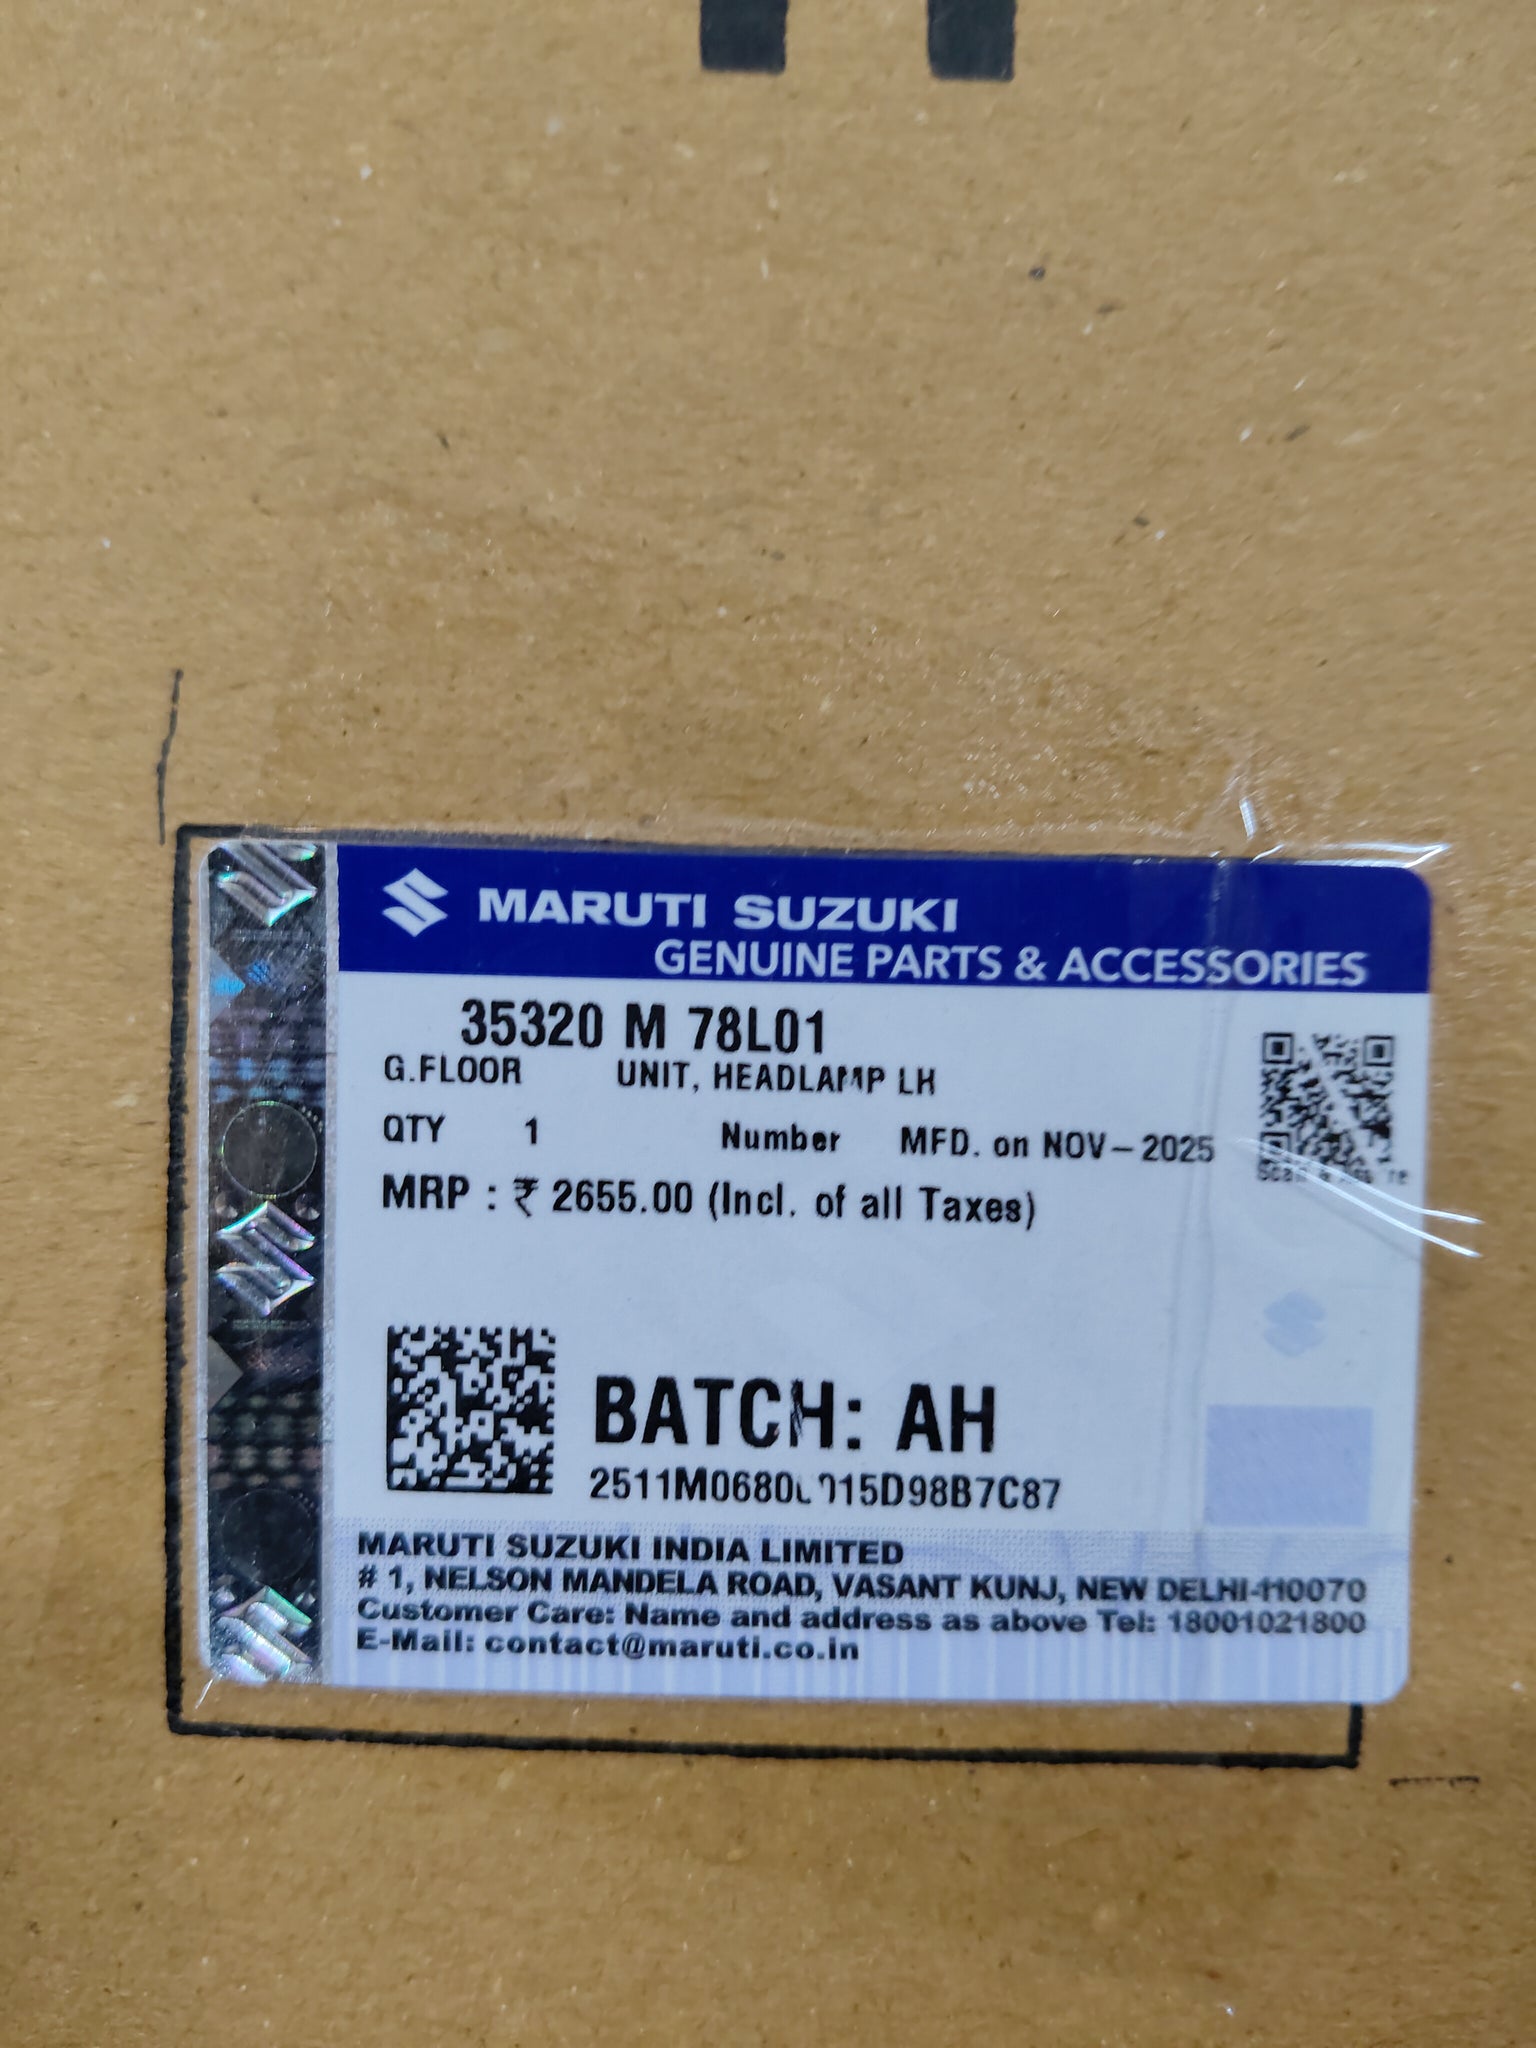 MARUTI SUZUKI
GENUINE PARTS & ACCESSORIES
35320 M 78L01
G.FLOOR UNIT, HEADLAMP LH
QTY 1 Number MFD. on NOV-2025
MRP : ₹ 2655.00 (Incl. of all Taxes)
BATCH: AH
MARUTI SUZUKI INDIA LIMITED
# 1, NELSON MANDELA ROAD, VASANT KUNJ, NEW DELHI-110070
Customer Care: Name and address as above Tel: 18001021800
E-Mail: contact@maruti.co.in